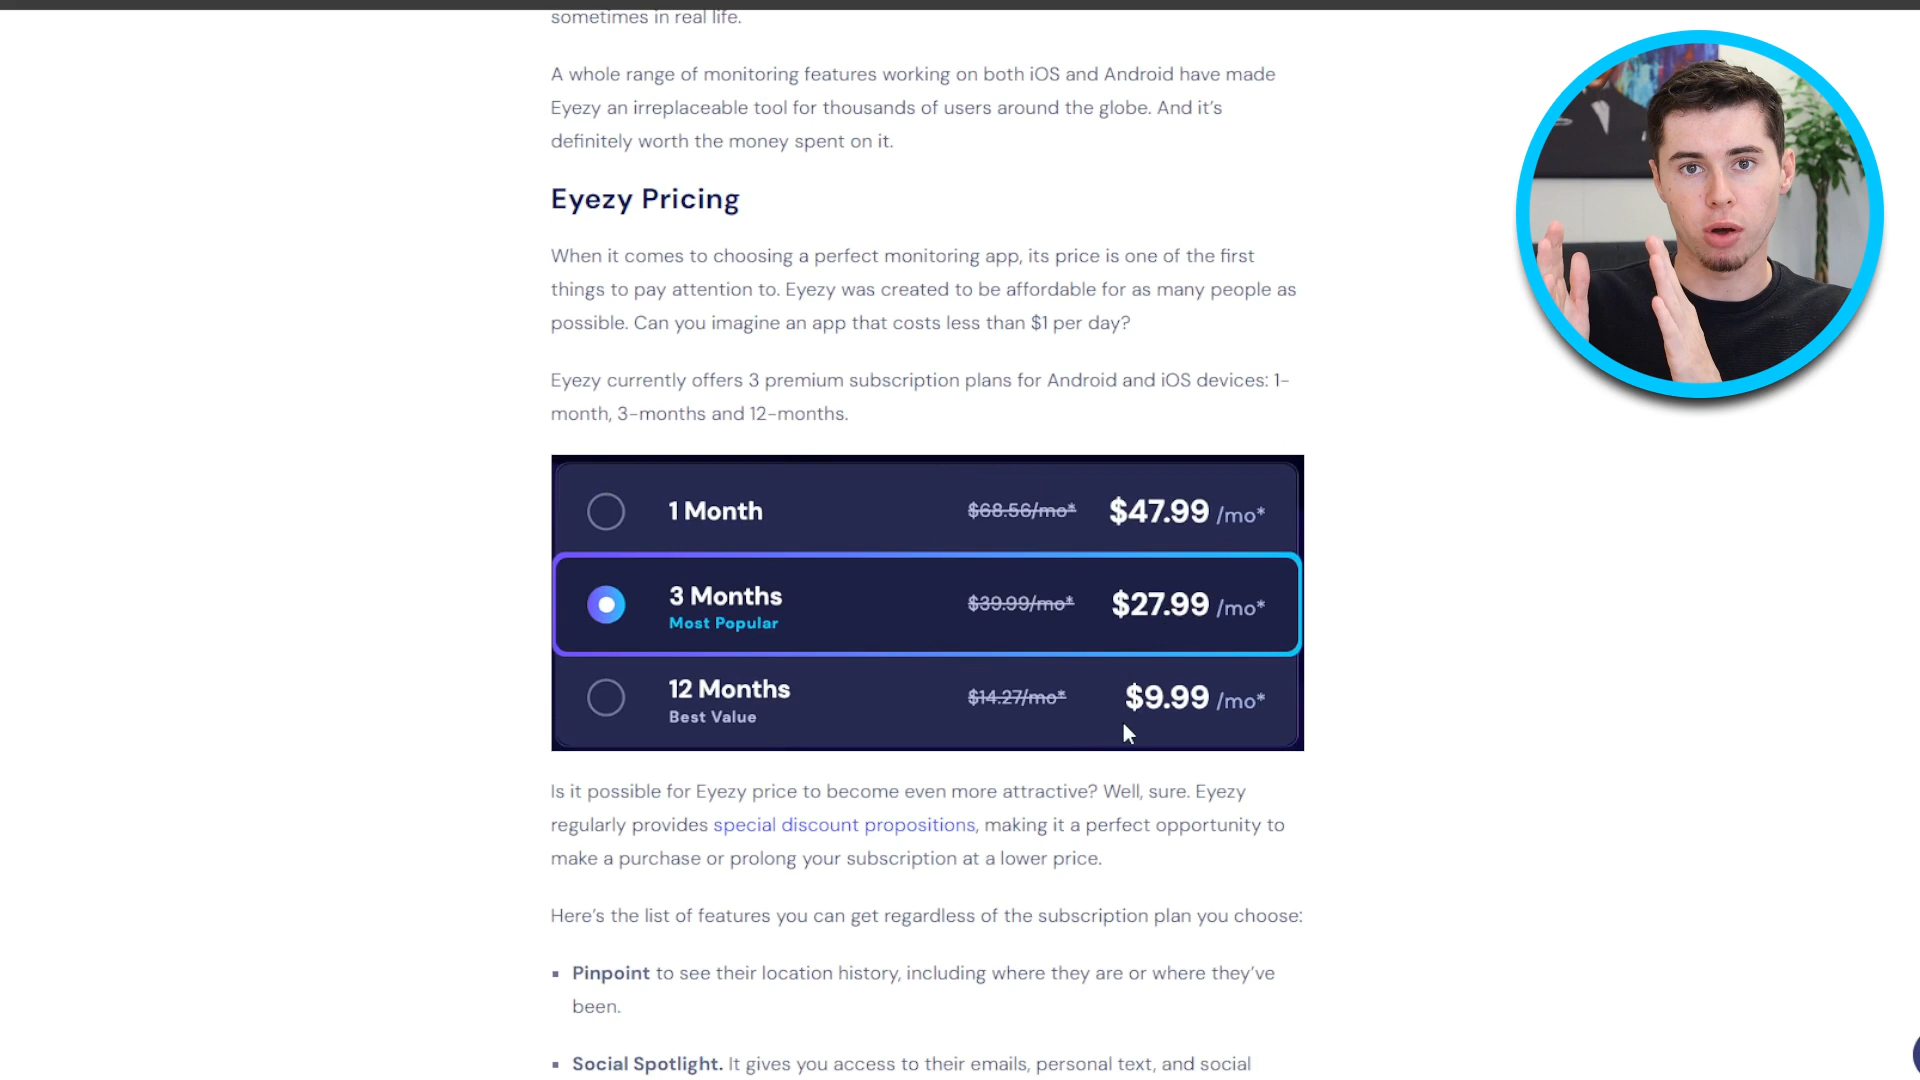 sometimes in real life.
A whole range of monitoring features working on both iOS and Android have made
Eyezy an irreplaceable tool for thousands of users around the globe. And it's
definitely worth the money spent on it.
Eyezy Pricing
When it comes to choosing a perfect monitoring app, its price is one of the first
things to pay attention to. Eyezy was created to be affordable for as many people as
possible. Can you imagine an app that costs less than $1 per day?
Eyezy currently offers 3 premium subscription plans for Android and iOS devices: 1-
month, 3-months and 12-months.
1 Month $68.56/mo* $47.99 /mo*
3 Months $39.99/mo* $27.99 /mo*
Most Popular
12 Months $14.27/mo* $9.99 /mo*
Best Value
Is it possible for Eyezy price to become even more attractive? Well, sure. Eyezy
regularly provides special discount propositions, making it a perfect opportunity to
make a purchase or prolong your subscription at a lower price.
Here's the list of features you can get regardless of the subscription plan you choose:
▪ Pinpoint to see their location history, including where they are or where they've
been.
▪ Social Spotlight. It gives you access to their emails, personal text, and social